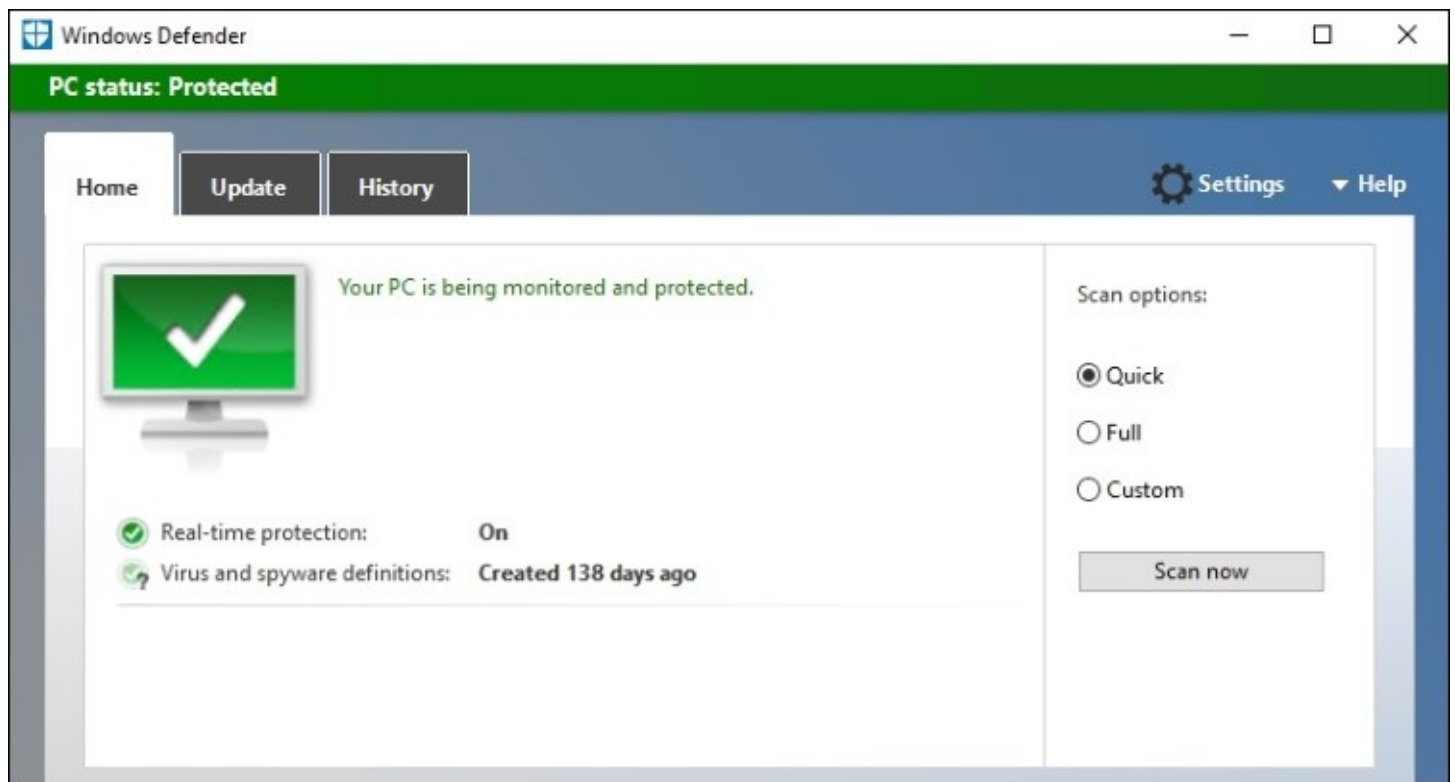 Windows Defender
PC status: Protected
Home
Update
History
Settings
Help
Your PC is being monitored and protected.
Scan options:
Quick
Full
Custom
Real-time protection: On
Virus and spyware definitions: Created 138 days ago
Scan now